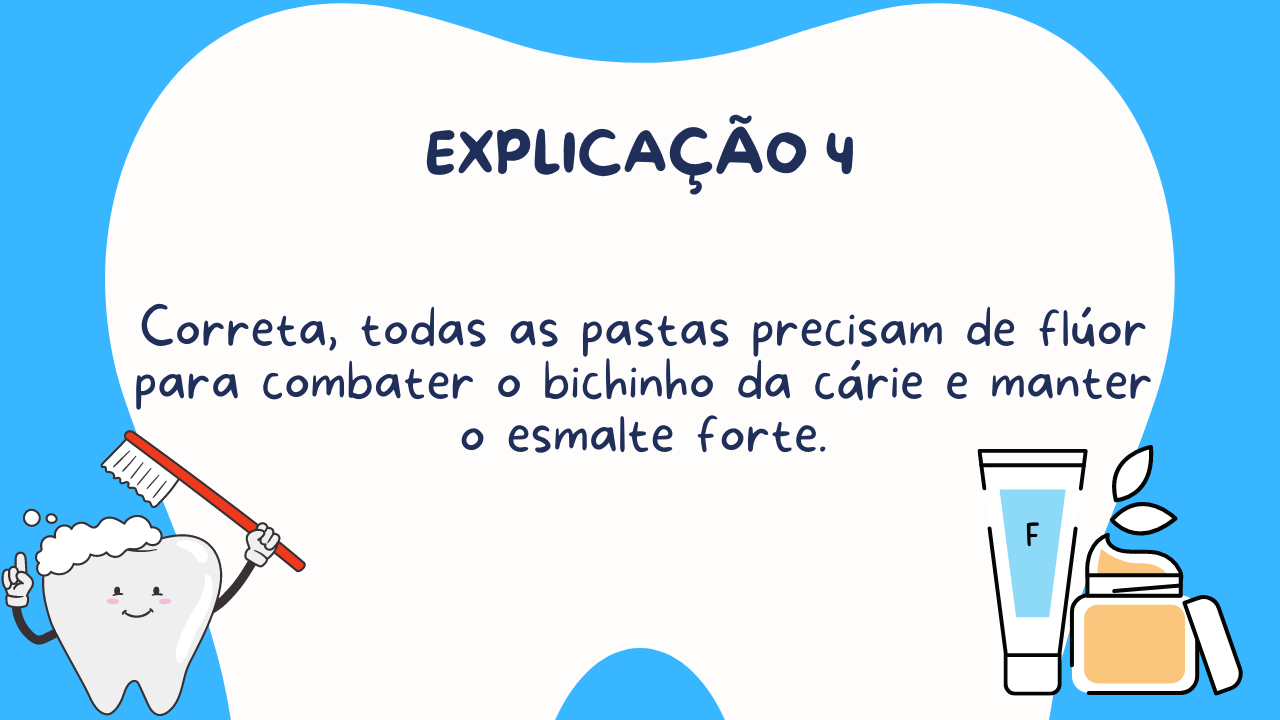 EXPLICAÇÃO 4
Correta, todas as pastas precisam de flúor
para combater o bichinho da cárie e manter
o esmalte forte.
F